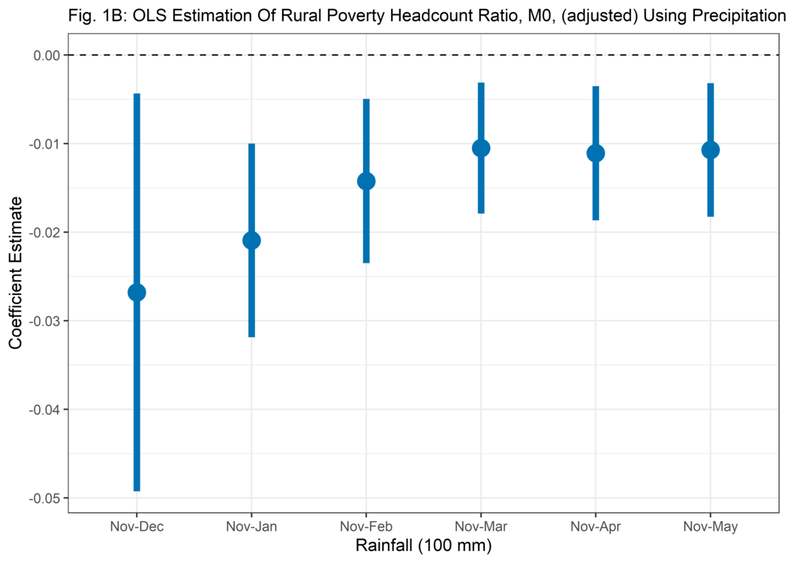 Fig. 1B: OLS Estimation Of Rural Poverty Headcount Ratio, M0, (adjusted) Using Precipitation
0.00
-0.01
-0.02
-0.03
-0.04
-0.05
Coefficient Estimate
Nov-Dec Nov-Jan Nov-Feb Nov-Mar Nov-Apr Nov-May
Rainfall (100 mm)